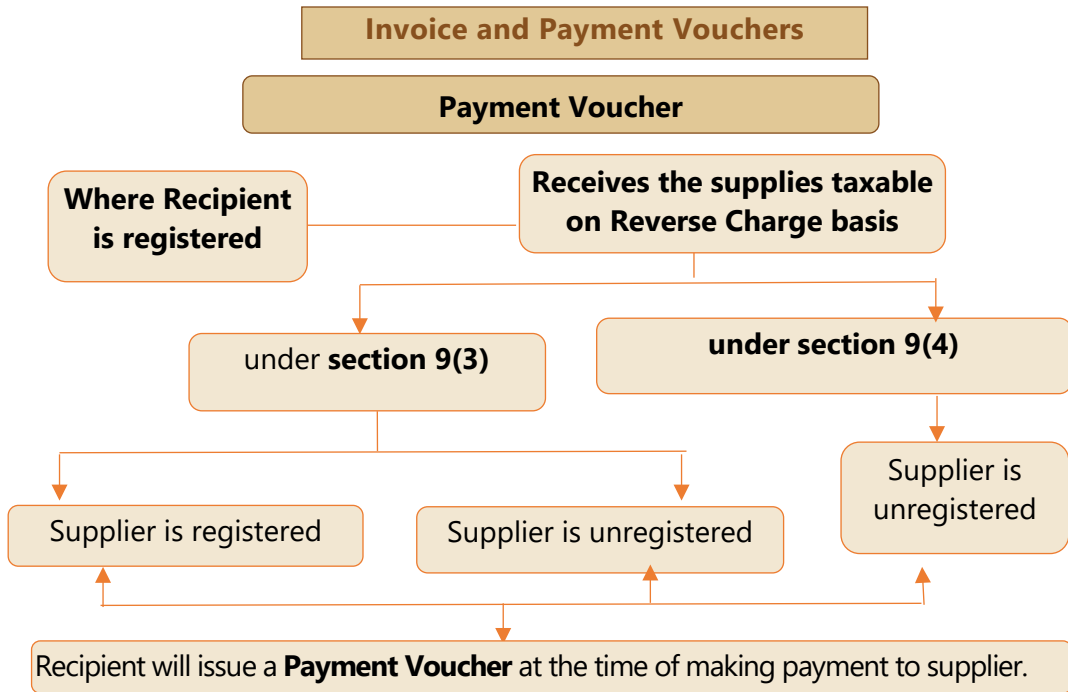 Invoice and Payment Vouchers
Payment Voucher
Where Recipient
is registered
Receives the supplies taxable
on Reverse Charge basis
under section 9(3)
under section 9(4)
Supplier is registered
Supplier is unregistered
Supplier is
unregistered
Recipient will issue a Payment Voucher at the time of making payment to supplier.